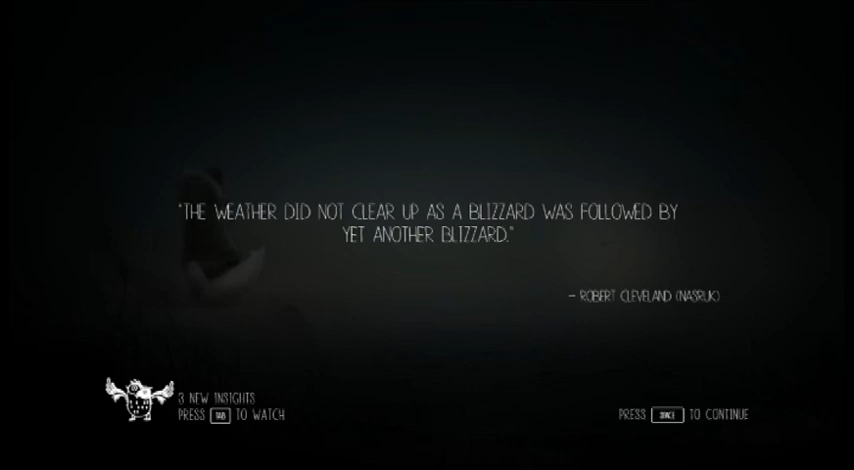 "THE WEATHER DID NOT CLEAR UP AS A BLIZZARD WAS FOLLOWED BY
YET ANOTHER BLIZZARD."
– ROBERT CLEVELAND (NASRUK)
3 NEW INSIGHTS
PRESS TAB TO WATCH
PRESS SPACE TO CONTINUE